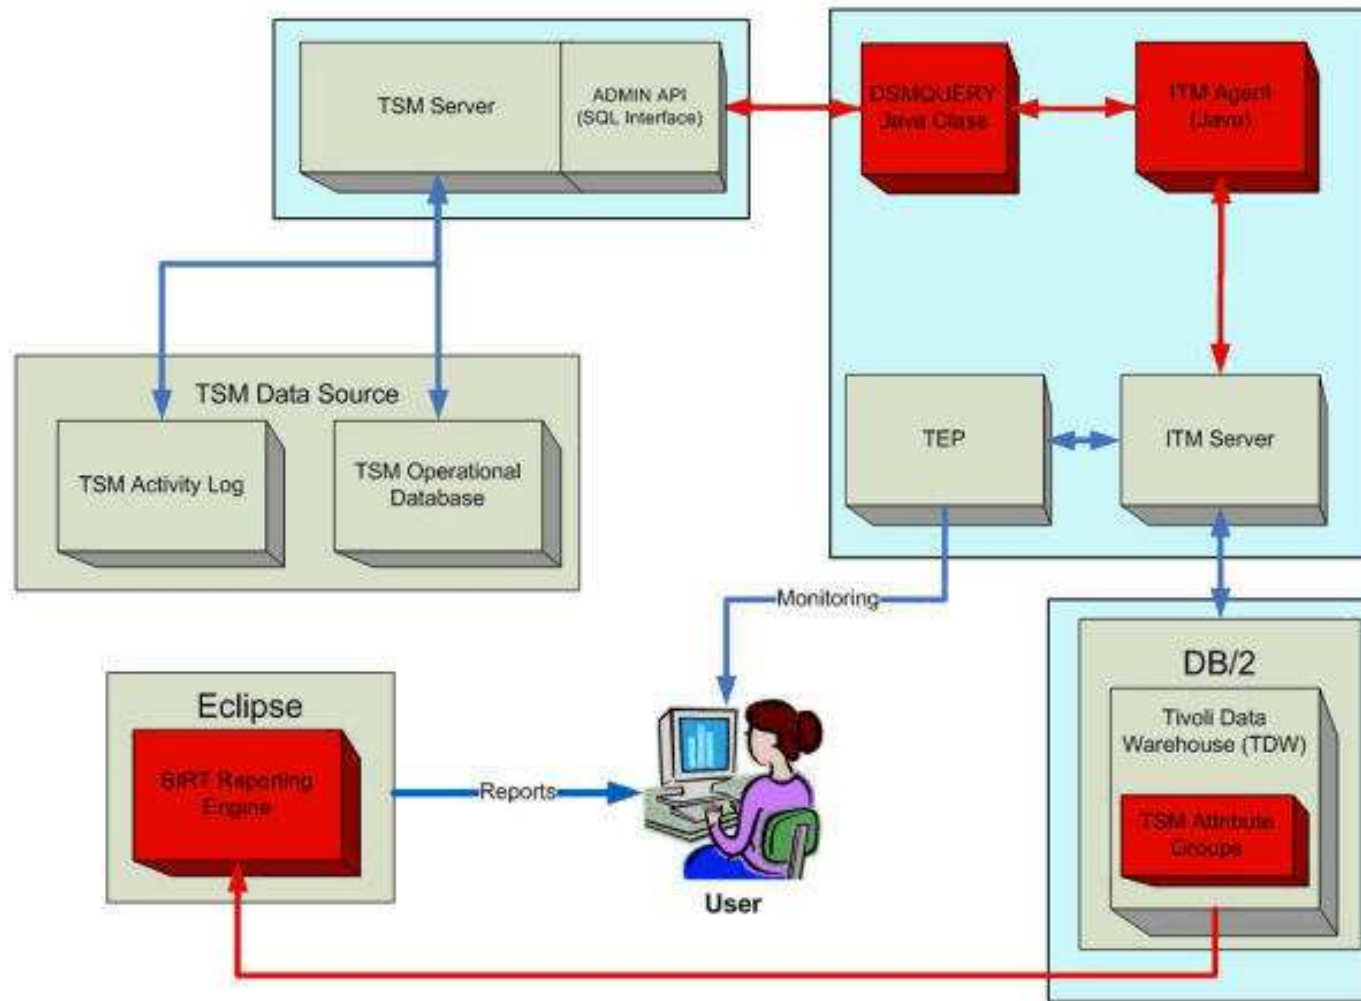 TSM Server
ADMIN API
(SQL Interface)
DSMQUERY
Java Class
ITM Agent
(Java)
TSM Data Source
TSM Activity Log
TSM Operational
Database
TEP
ITM Server
Monitoring
DB/2
Tivoli Data
Warehouse (TDW)
TSM Attribute
Groups
Eclipse
BIRT Reporting
Engine
Reports
User